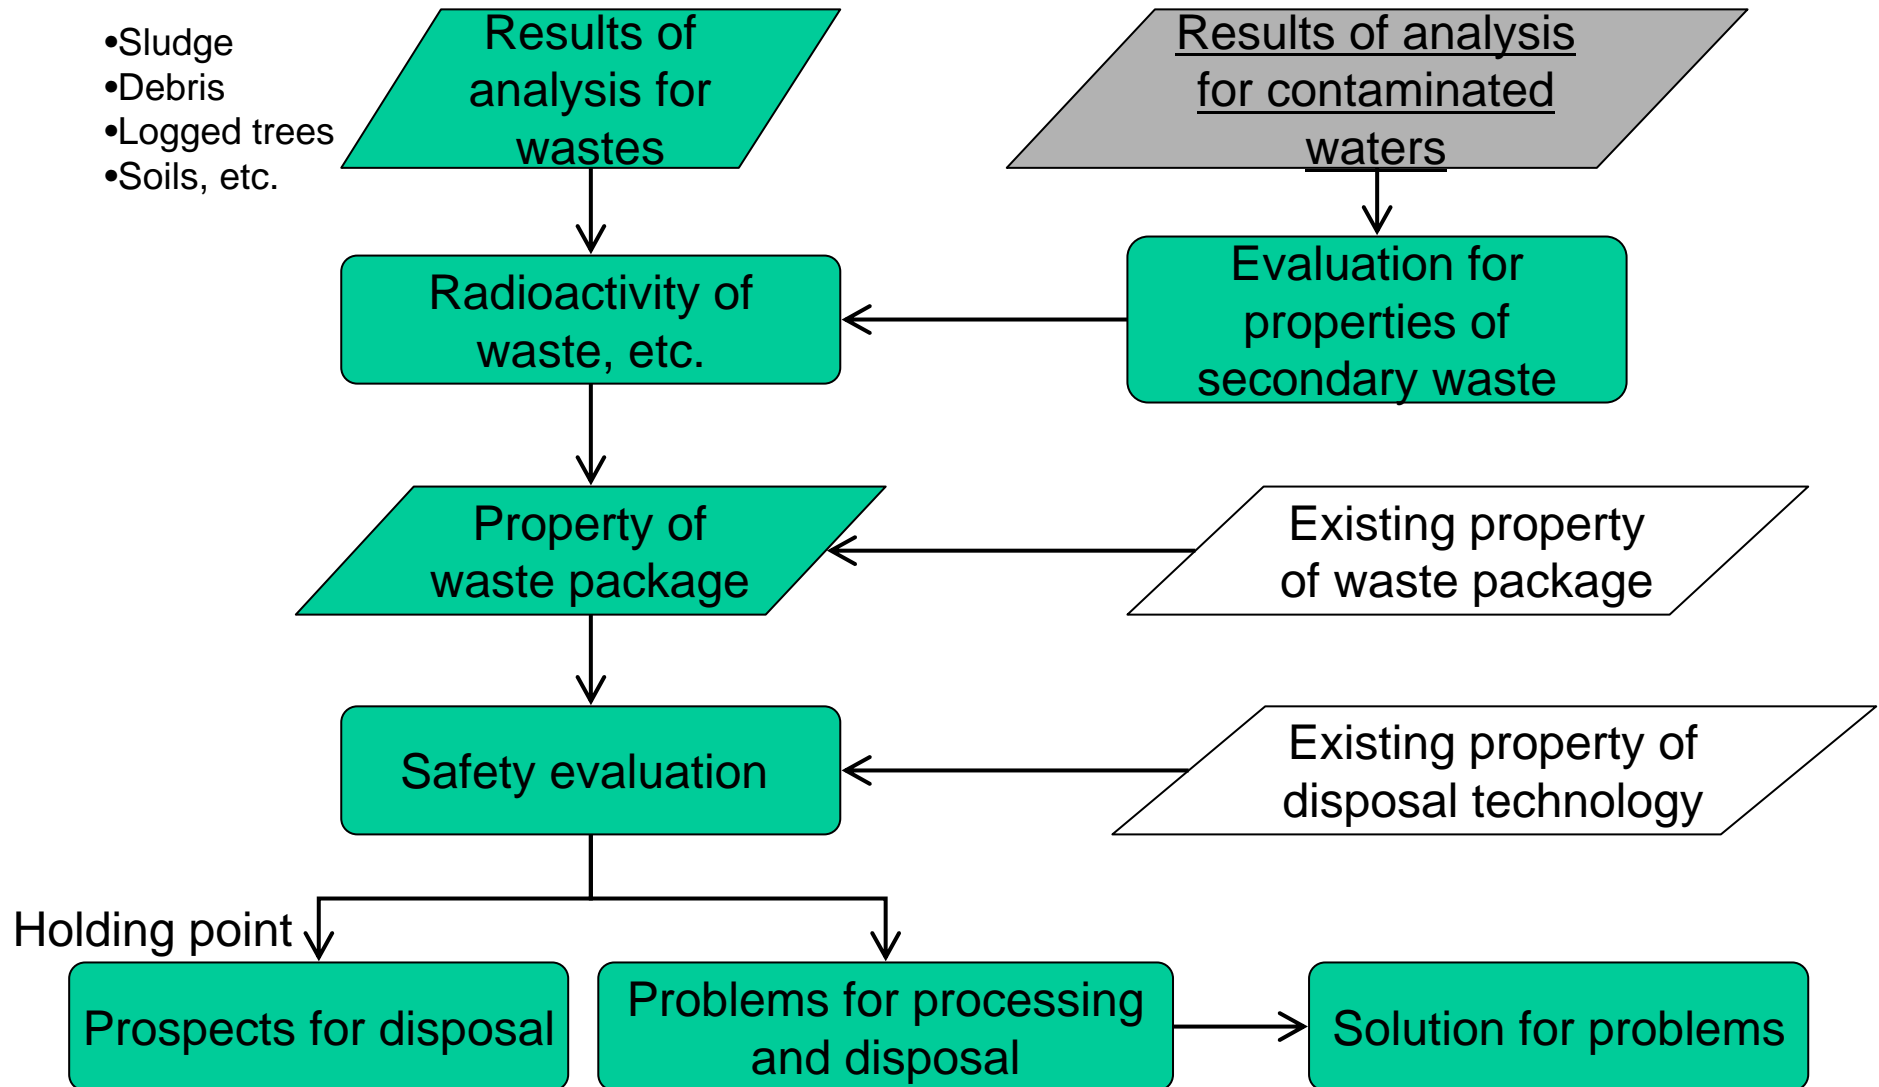 •Sludge
•Debris
•Logged trees
•Soils, etc.
Results of
analysis for
wastes
Results of analysis
for contaminated
waters
Radioactivity of
waste, etc.
Evaluation for
properties of
secondary waste
Property of
waste package
Existing property
of waste package
Safety evaluation
Existing property of
disposal technology
Holding point
Prospects for disposal
Problems for processing
and disposal
Solution for problems